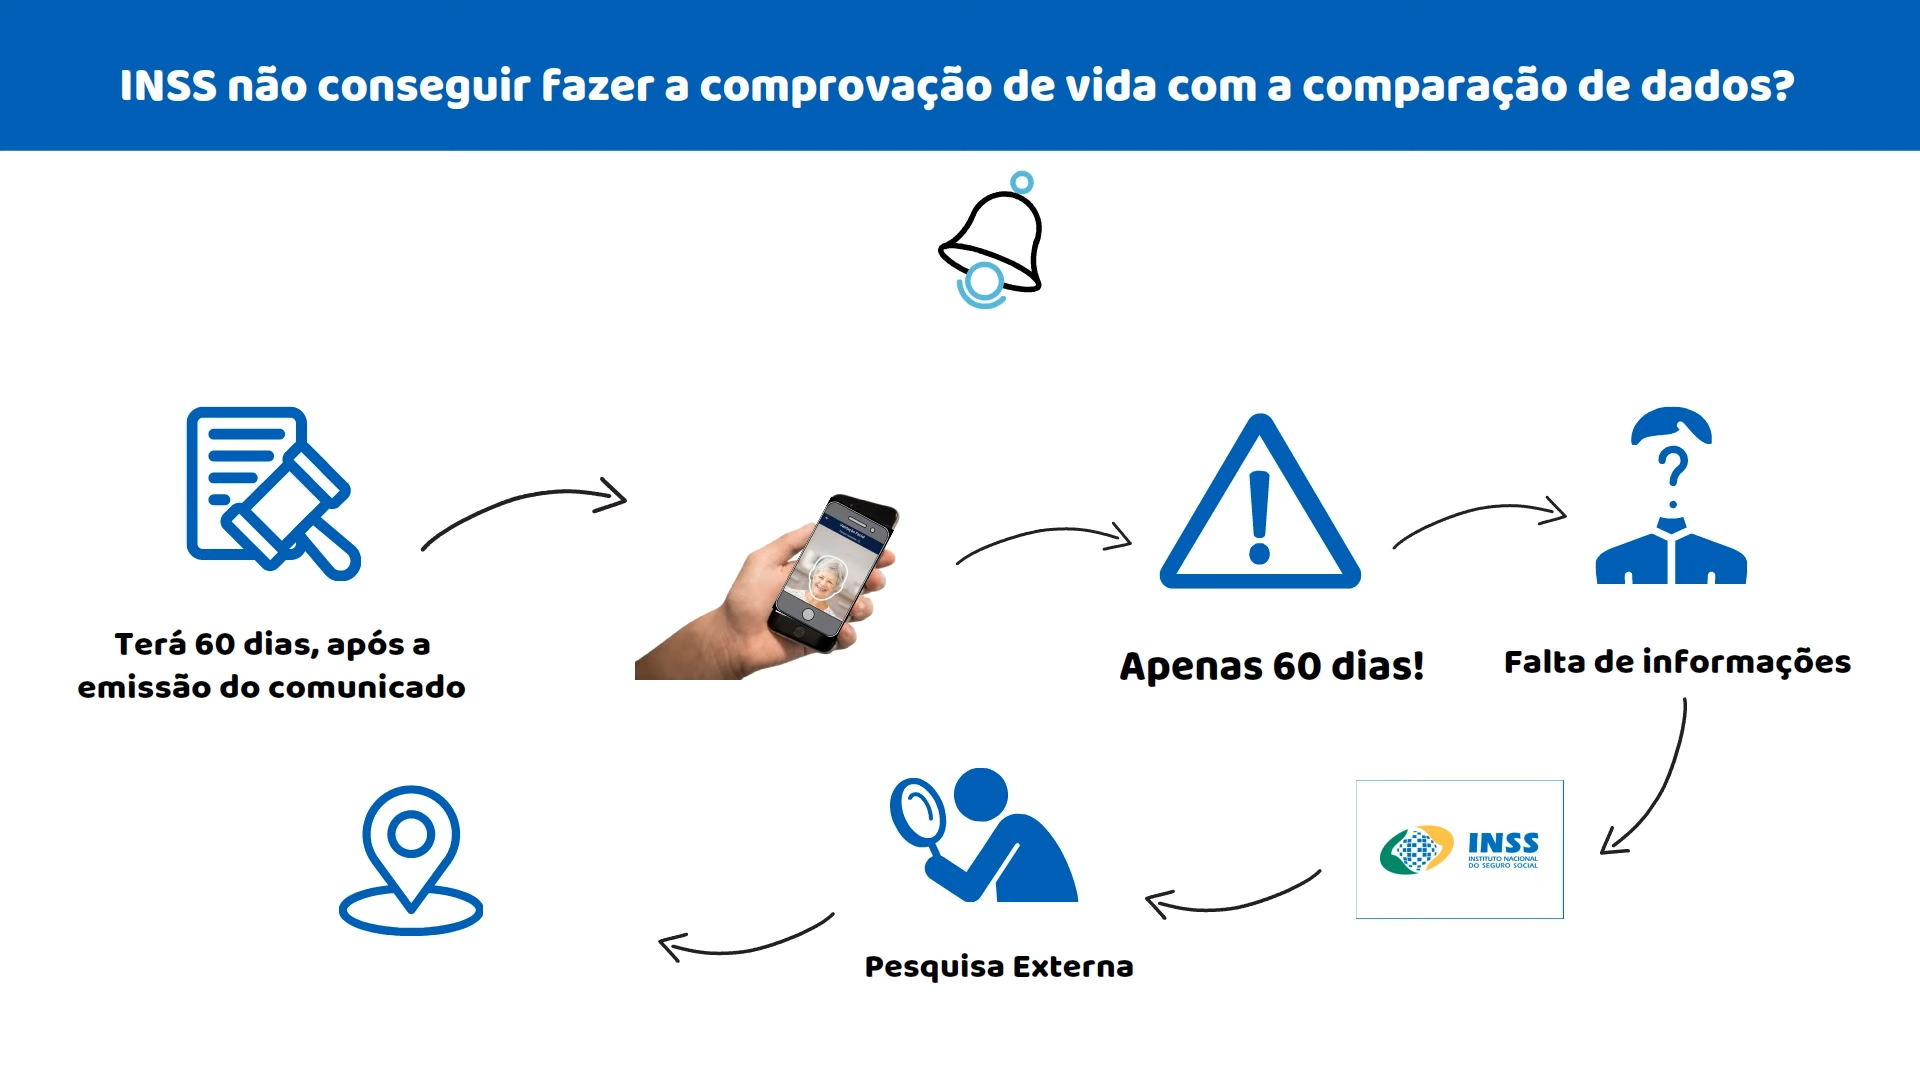 INSS não conseguir fazer a comprovação de vida com a comparação de dados?
Terá 60 dias, após a
emissão do comunicado
Apenas 60 dias!
Falta de informações
INSS
INSTITUTO NACIONAL
DO SEGURO SOCIAL
Pesquisa Externa